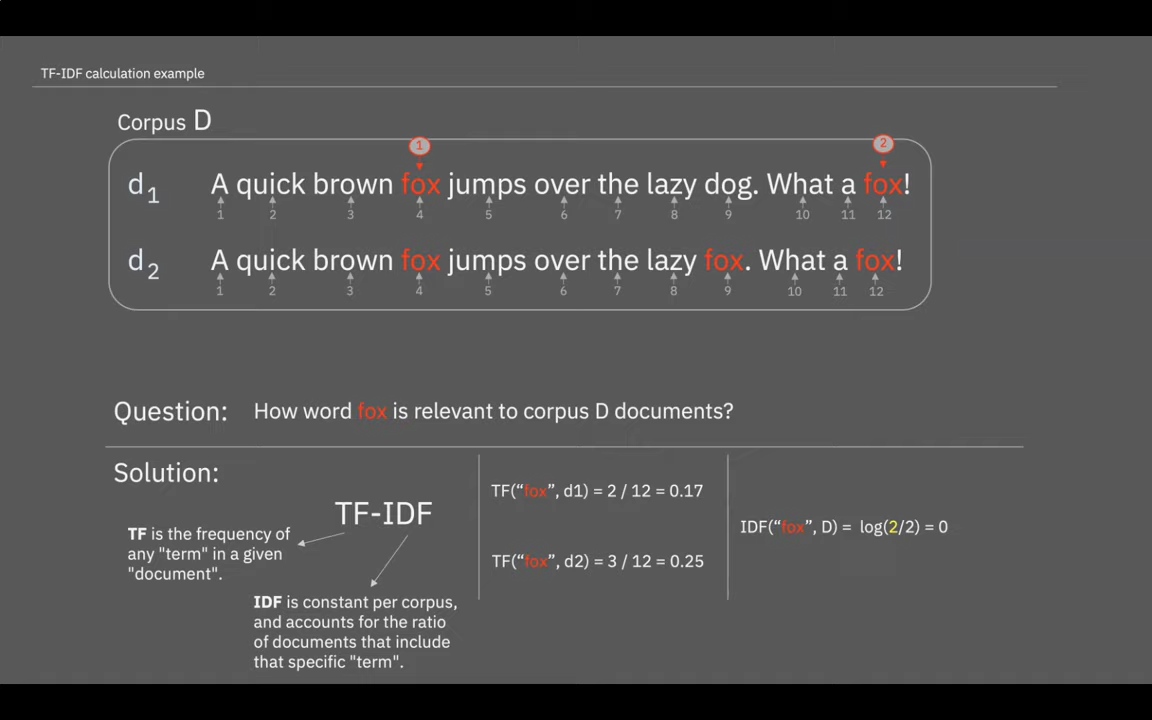 TF-IDF calculation example
Corpus D
1 2
d1 A quick brown fox jumps over the lazy dog. What a fox!
1 2 3 4 5 6 7 8 9 10 11 12
d2 A quick brown fox jumps over the lazy fox. What a fox!
1 2 3 4 5 6 7 8 9 10 11 12
Question: How word fox is relevant to corpus D documents?
Solution:
TF-IDF
TF is the frequency of
any "term" in a given
"document".
IDF is constant per corpus,
and accounts for the ratio
of documents that include
that specific "term".
TF(“fox”, d1) = 2 / 12 = 0.17
TF(“fox”, d2) = 3 / 12 = 0.25
IDF(“fox”, D) = log(2/2) = 0